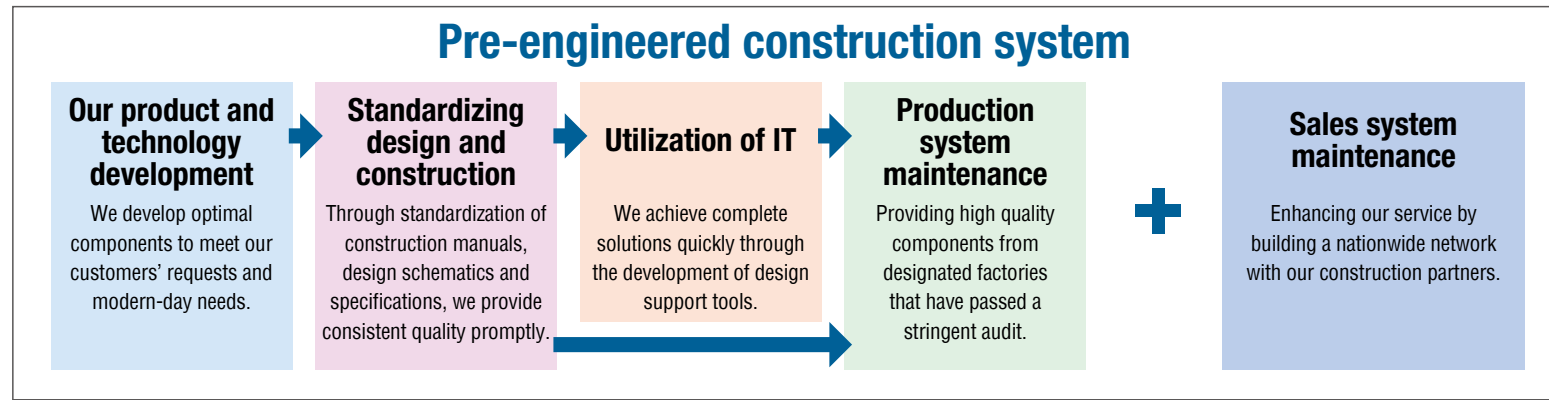 Pre-engineered construction system
Our product and
technology
development
We develop optimal
components to meet our
customers’ requests and
modern-day needs.
Standardizing
design and
construction
Through standardization of
construction manuals,
design schematics and
specifications, we provide
consistent quality promptly.
Utilization of IT
We achieve complete
solutions quickly through
the development of design
support tools.
Production
system
maintenance
Providing high quality
components from
designated factories
that have passed a
stringent audit.
Sales system
maintenance
Enhancing our service by
building a nationwide network
with our construction partners.